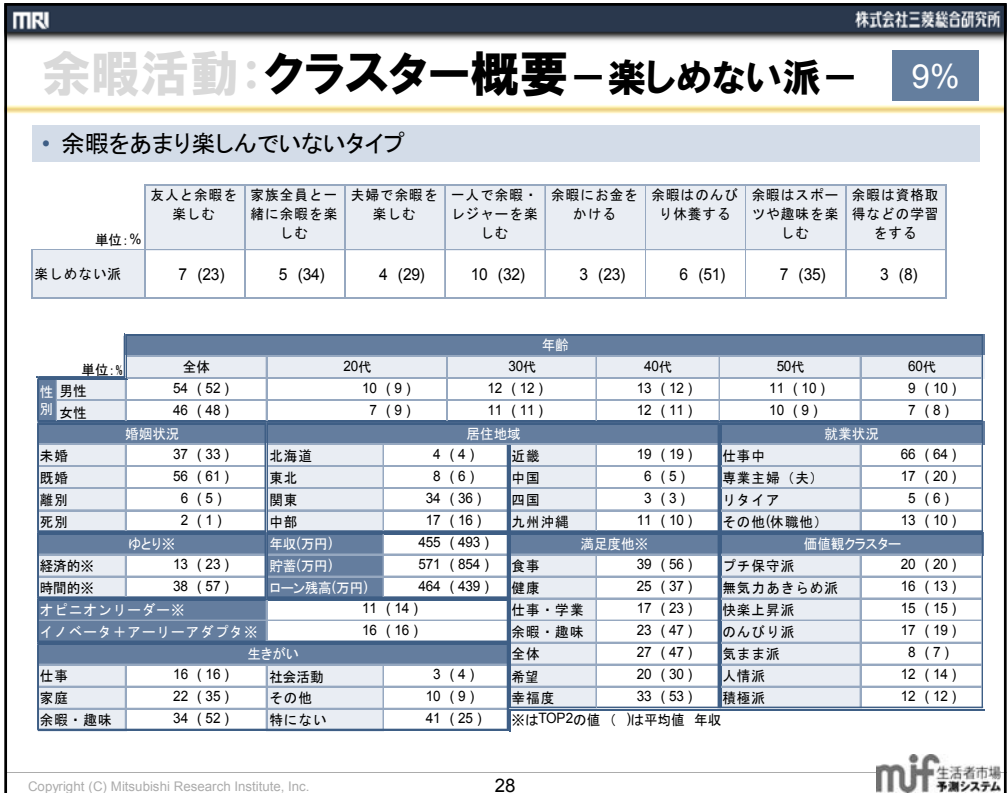 MRI 株式会社三菱総合研究所
余暇活動:クラスター概要－楽しめない派－ 9%
• 余暇をあまり楽しんでいないタイプ
単位:% 友人と余暇を楽しむ 家族全員と一緒に余暇を楽しむ 夫婦で余暇を楽しむ 一人で余暇・レジャーを楽しむ 余暇にお金をかける 余暇はのんびり休養する 余暇はスポーツや趣味を楽しむ 余暇は資格取得などの学習をする
楽しめない派 7 (23) 5 (34) 4 (29) 10 (32) 3 (23) 6 (51) 7 (35) 3 (8)
年齢
単位:% 全体 20代 30代 40代 50代 60代
性別 男性 54 ( 52 ) 10 ( 9 ) 12 ( 12 ) 13 ( 12 ) 11 ( 10 ) 9 ( 10 )
女性 46 ( 48 ) 7 ( 9 ) 11 ( 11 ) 12 ( 11 ) 10 ( 9 ) 7 ( 8 )
婚姻状況 居住地域 就業状況
未婚 37 ( 33 ) 北海道 4 ( 4 ) 近畿 19 ( 19 ) 仕事中 66 ( 64 )
既婚 56 ( 61 ) 東北 8 ( 6 ) 中国 6 ( 5 ) 専業主婦（夫） 17 ( 20 )
離別 6 ( 5 ) 関東 34 ( 36 ) 四国 3 ( 3 ) リタイア 5 ( 6 )
死別 2 ( 1 ) 中部 17 ( 16 ) 九州沖縄 11 ( 10 ) その他(休職他) 13 ( 10 )
ゆとり※ 年収(万円) 455 ( 493 ) 満足度他※ 価値観クラスター
経済的※ 13 ( 23 ) 貯蓄(万円) 571 ( 854 ) 食事 39 ( 56 ) プチ保守派 20 ( 20 )
時間的※ 38 ( 57 ) ローン残高(万円) 464 ( 439 ) 健康 25 ( 37 ) 無気力あきらめ派 16 ( 13 )
オピニオンリーダー※ 11 ( 14 ) 仕事・学業 17 ( 23 ) 快楽上昇派 15 ( 15 )
イノベータ＋アーリーアダプタ※ 16 ( 16 ) 余暇・趣味 23 ( 47 ) のんびり派 17 ( 19 )
生きがい 全体 27 ( 47 ) 気まま派 8 ( 7 )
仕事 16 ( 16 ) 社会活動 3 ( 4 ) 希望 20 ( 30 ) 人情派 12 ( 14 )
家庭 22 ( 35 ) その他 10 ( 9 ) 幸福度 33 ( 53 ) 積極派 12 ( 12 )
余暇・趣味 34 ( 52 ) 特にない 41 ( 25 ) ※はTOP2の値 （ ）は平均値 年収
Copyright (C) Mitsubishi Research Institute, Inc. 28 mif 生活者市場
予測システム